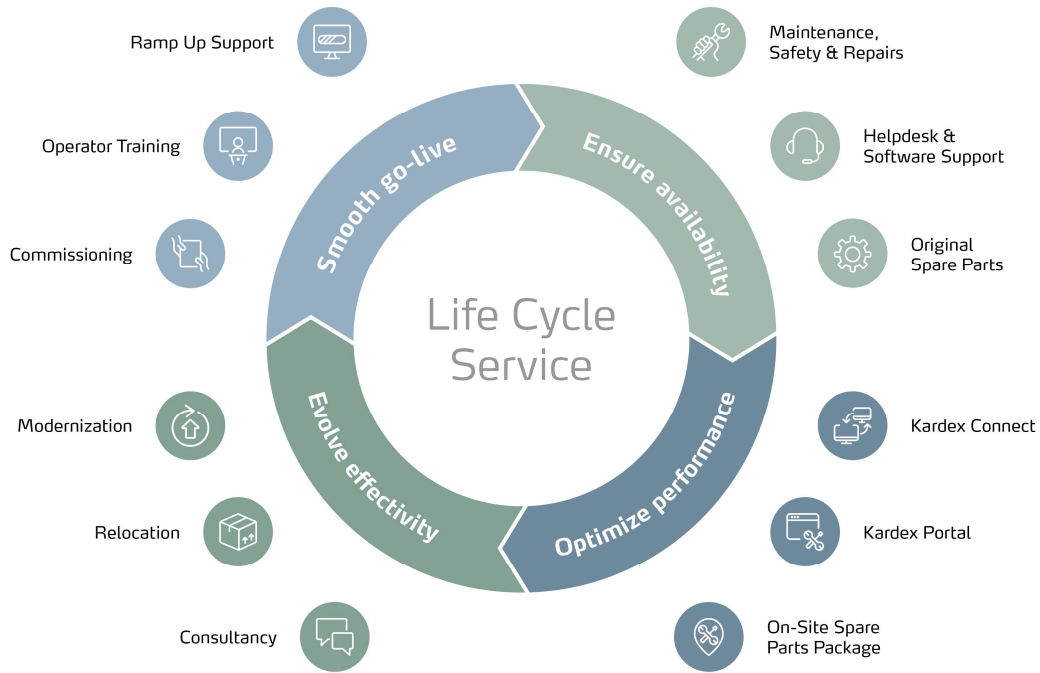 Ramp Up Support
Operator Training
Commissioning
Smooth go-live
Maintenance,
Safety & Repairs
Helpdesk &
Software Support
Original
Spare Parts
Ensure availability
Life Cycle
Service
Modernization
Relocation
Consultancy
Evolve effectivity
Optimize performance
Kardex Connect
Kardex Portal
On-Site Spare
Parts Package